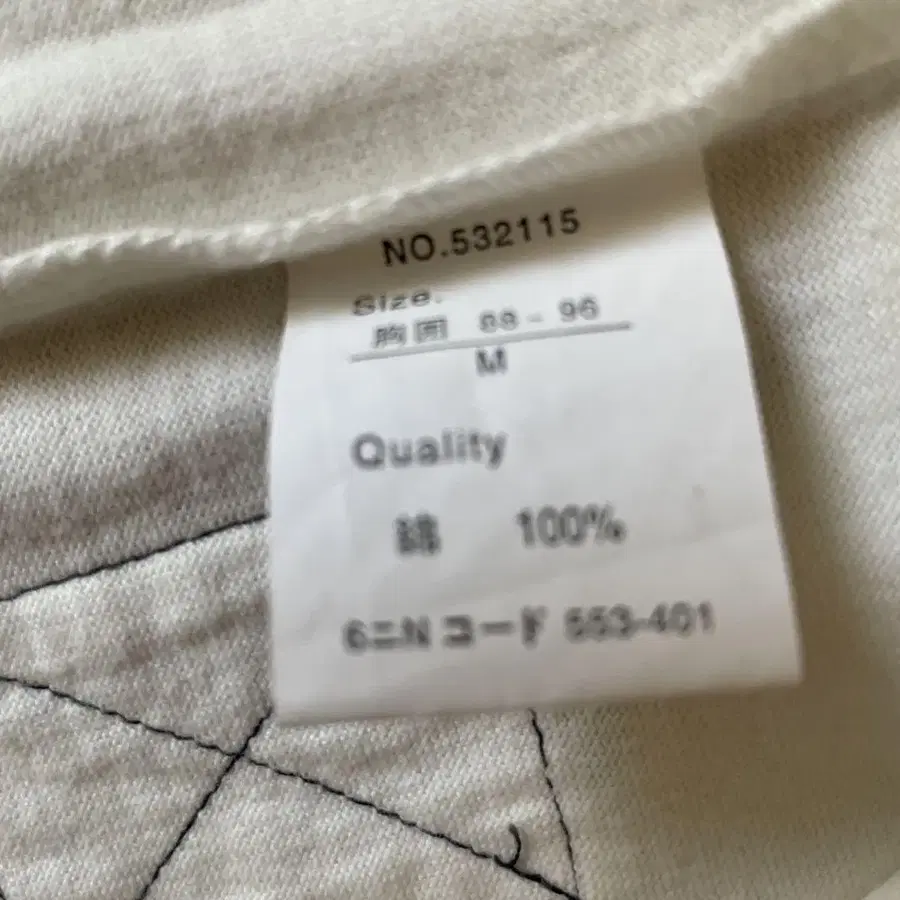 NO.532115
Size.
胸囲 88 - 96
M
Quality
綿 100%
6ニN コード 553-401